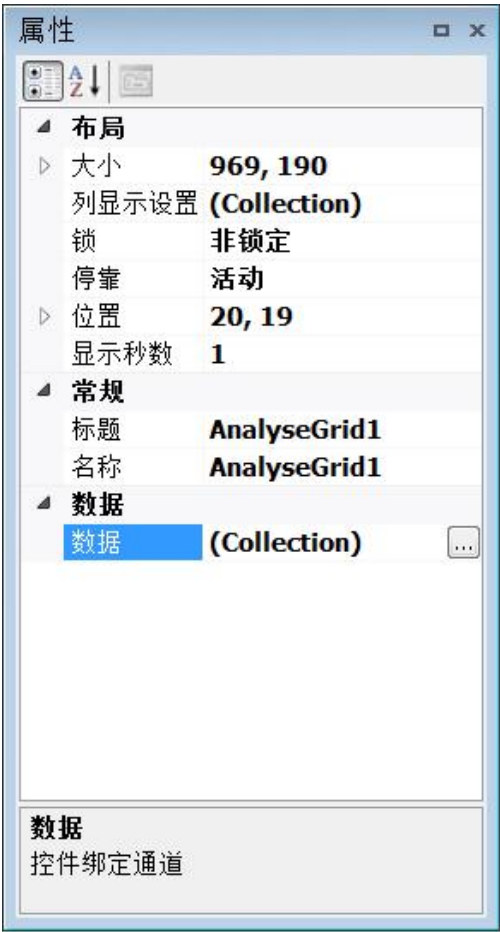 属性
布局
大小 969, 190
列显示设置 (Collection)
锁 非锁定
停靠 活动
位置 20, 19
显示秒数 1
常规
标题 AnalyseGrid1
名称 AnalyseGrid1
数据
数据 (Collection) ...
数据
控件绑定通道